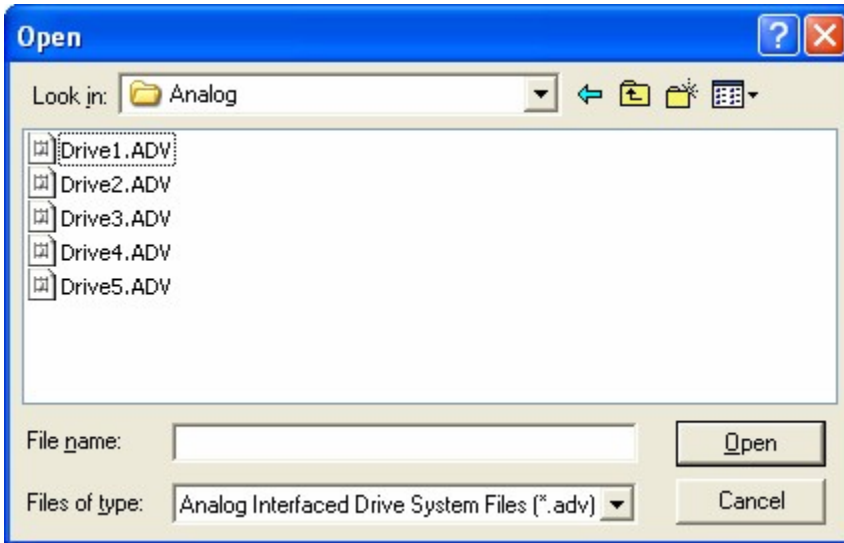 Open
Look in: Analog
Drive1.ADV
Drive2.ADV
Drive3.ADV
Drive4.ADV
Drive5.ADV
File name: Open
Files of type: Analog Interfaced Drive System Files (*.adv) Cancel